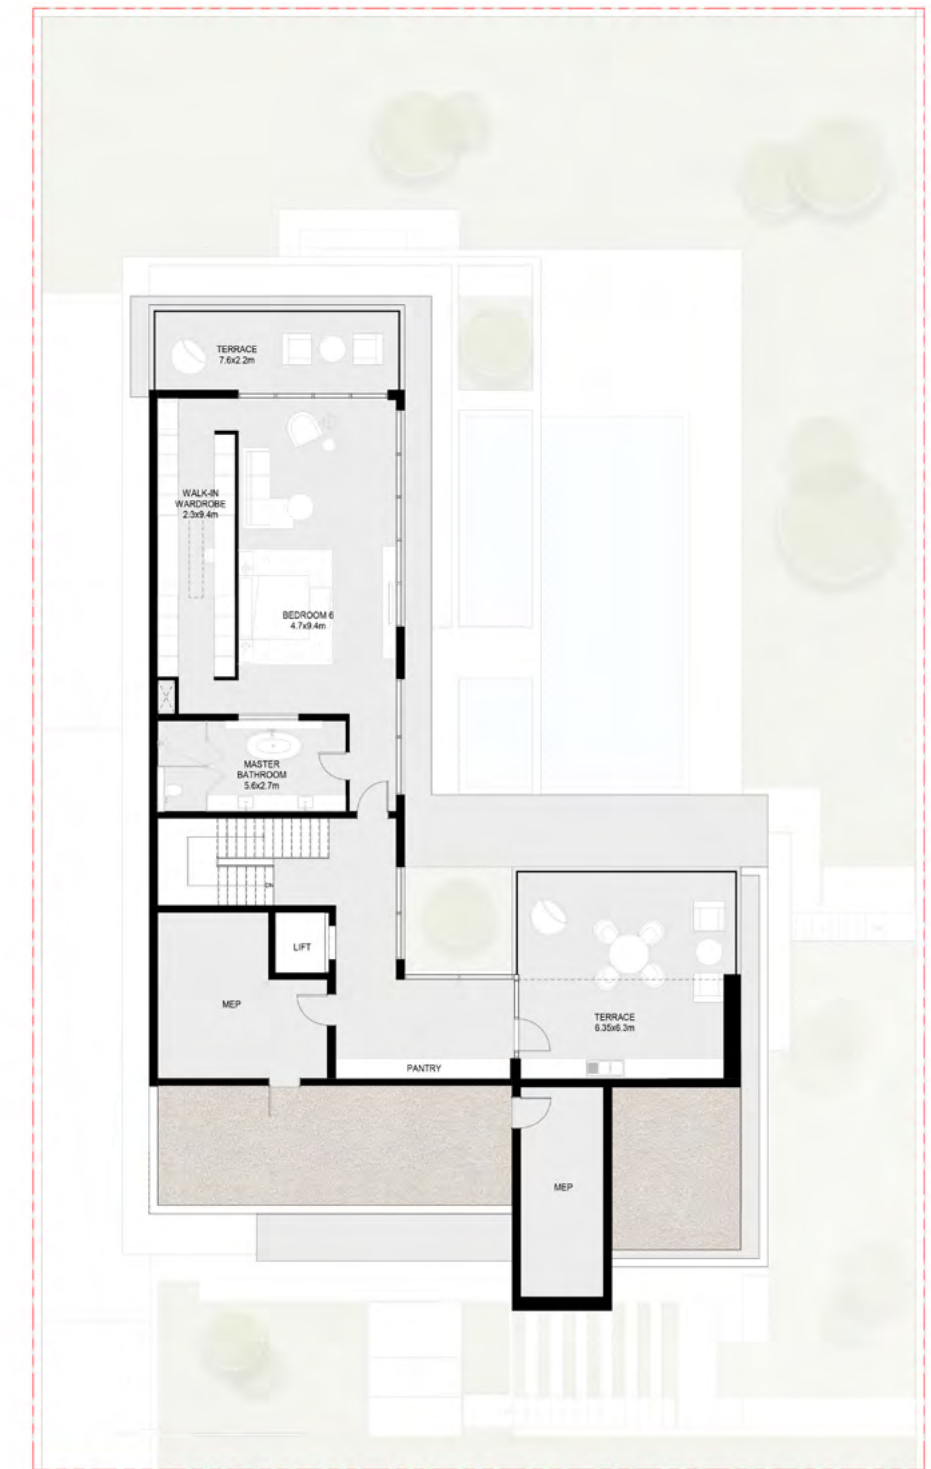 TERRACE
7.6x2.2m
WALK-IN
WARDROBE
2.3x9.4m
BEDROOM 6
4.7x9.4m
MASTER
BATHROOM
5.6x2.7m
DN
LIFT
MEP
TERRACE
6.35x6.3m
PANTRY
MEP